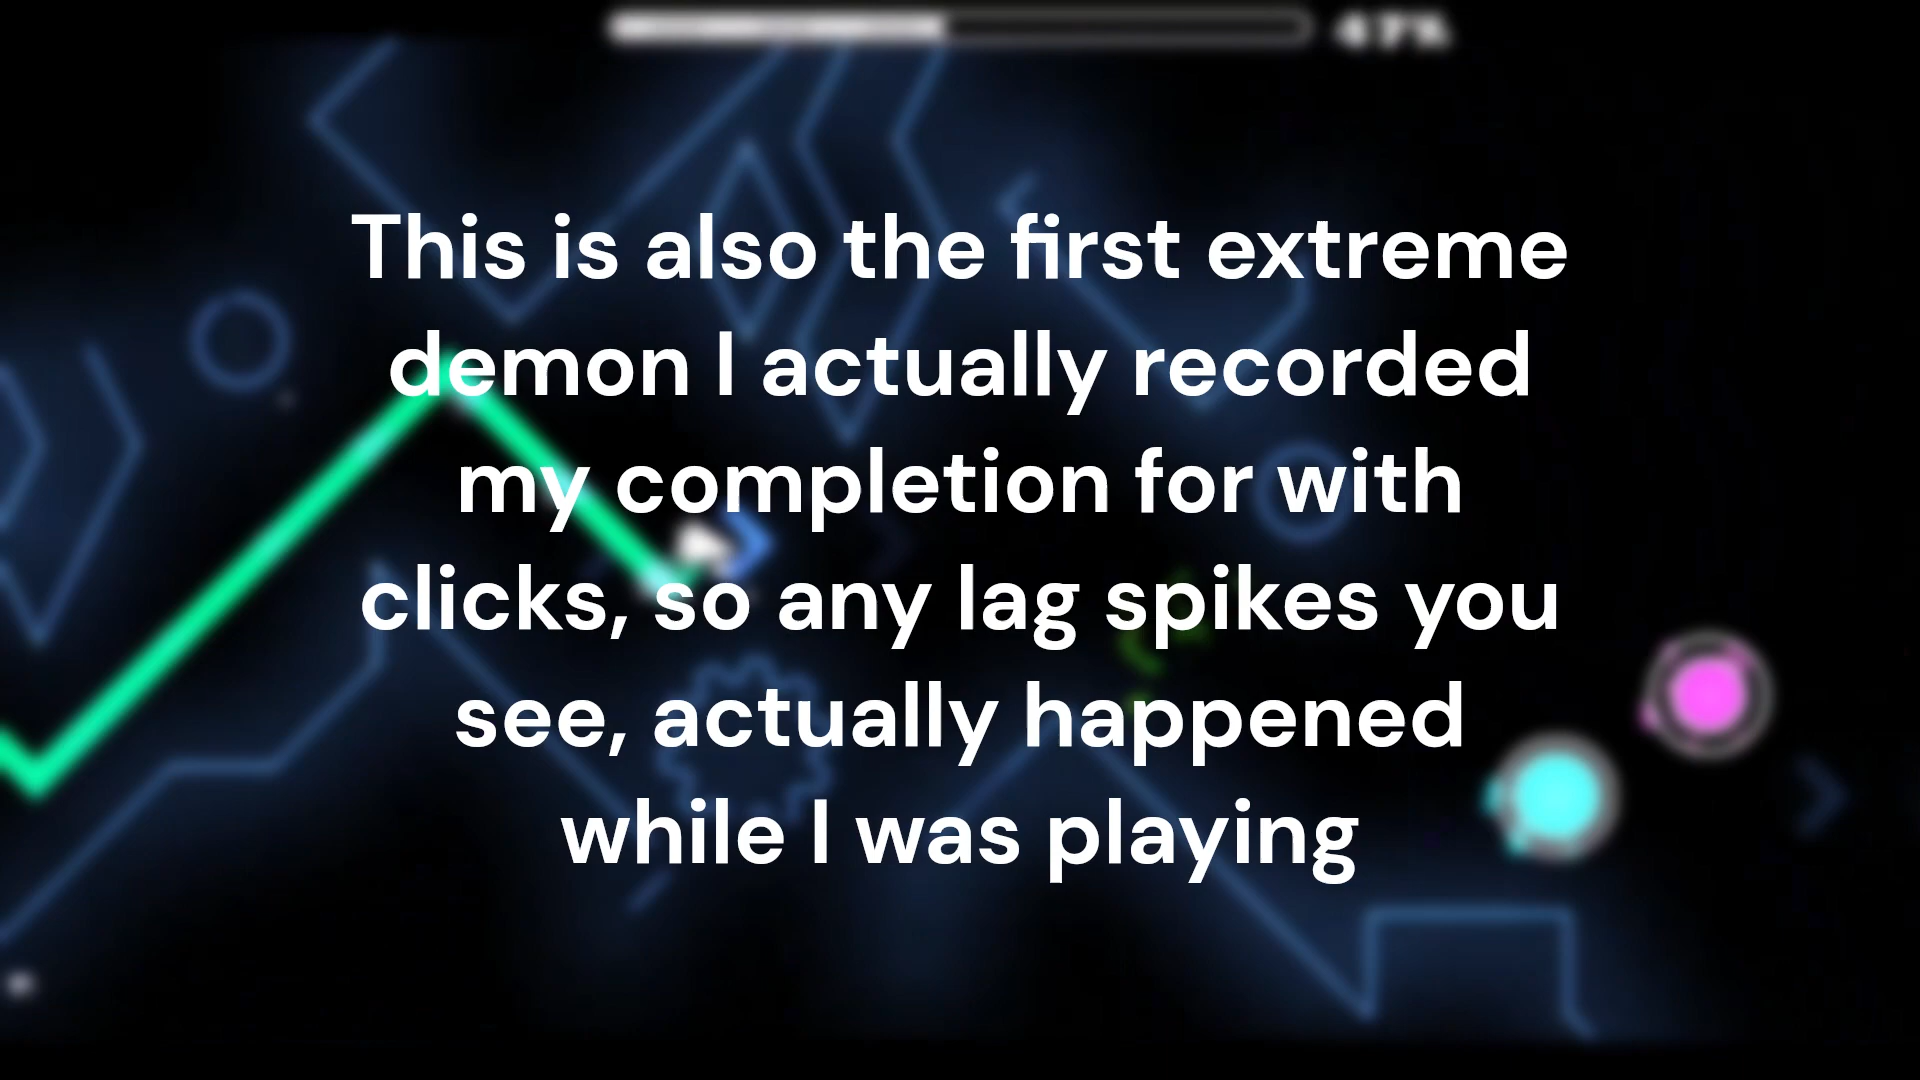 47%
This is also the first extreme
demon I actually recorded
my completion for with
clicks, so any lag spikes you
see, actually happened
while I was playing